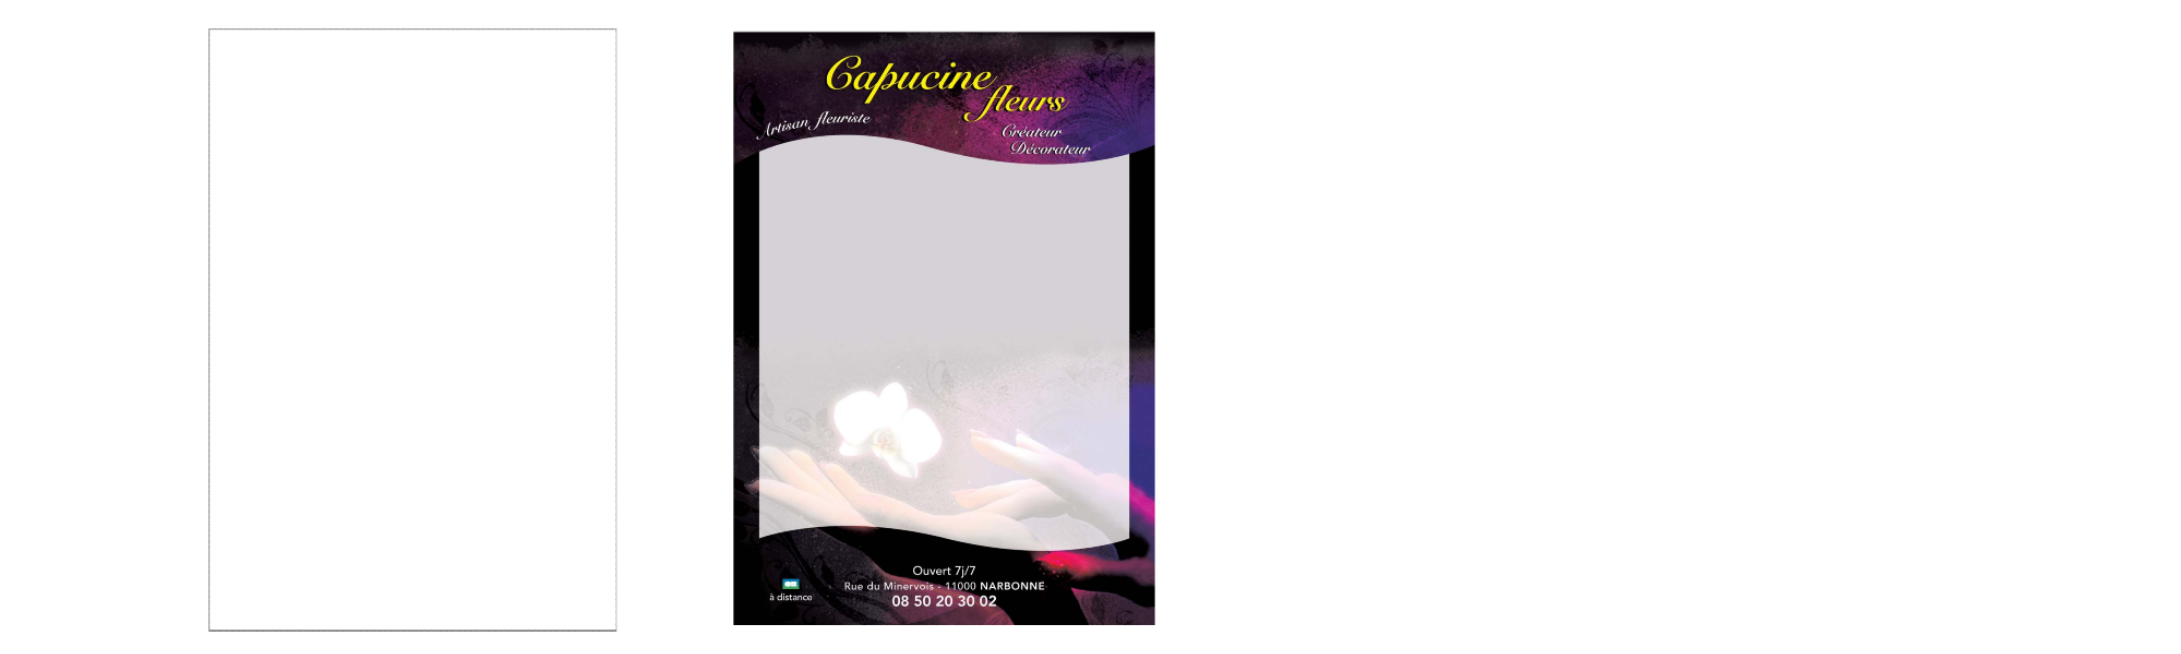 Capucine
fleurs
Artisan fleuriste
Créateur
Décorateur
Ouvert 7j/7
Rue du Minervois - 11000 NARBONNE
CB
à distance
08 50 20 30 02